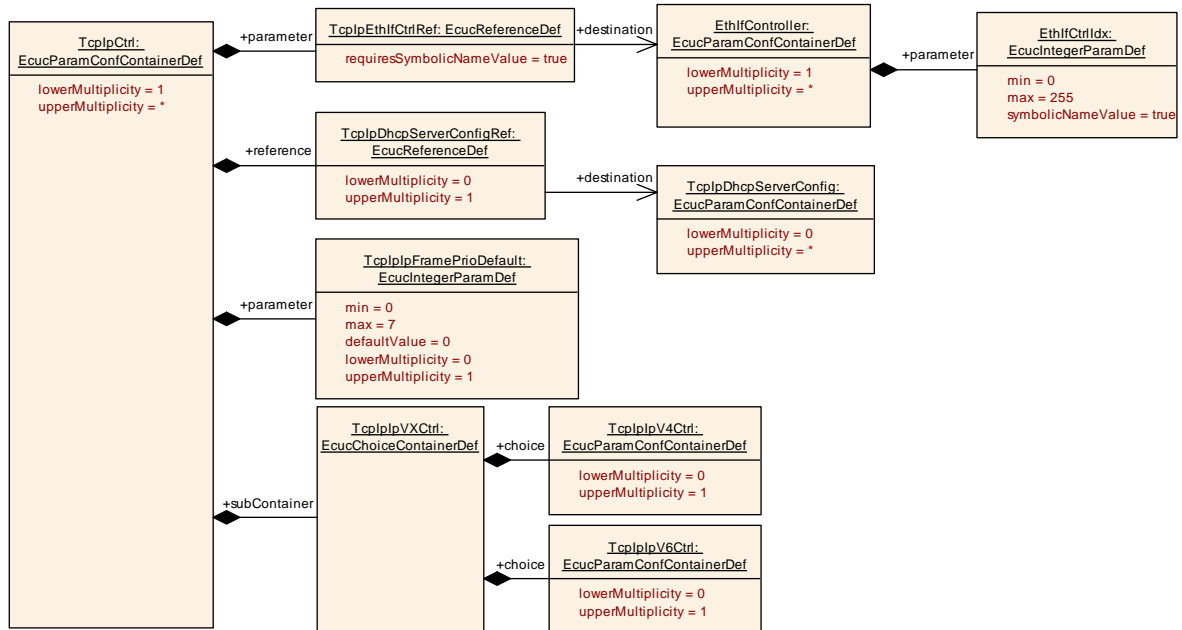 TcpIpCtrl:
EcucParamConfContainerDef
lowerMultiplicity = 1
upperMultiplicity = *
+parameter
TcpIpEthIfCtrlRef: EcucReferenceDef
requiresSymbolicNameValue = true
+destination
EthIfController:
EcucParamConfContainerDef
lowerMultiplicity = 1
upperMultiplicity = *
+parameter
EthIfCtrlIdx:
EcucIntegerParamDef
min = 0
max = 255
symbolicNameValue = true
+reference
TcpIpDhcpServerConfigRef:
EcucReferenceDef
lowerMultiplicity = 0
upperMultiplicity = 1
+destination
TcpIpDhcpServerConfig:
EcucParamConfContainerDef
lowerMultiplicity = 0
upperMultiplicity = *
+parameter
TcpIpIpFramePrioDefault:
EcucIntegerParamDef
min = 0
max = 7
defaultValue = 0
lowerMultiplicity = 0
upperMultiplicity = 1
+subContainer
TcpIpIpVXCtrl:
EcucChoiceContainerDef
+choice
TcpIpIpV4Ctrl:
EcucParamConfContainerDef
lowerMultiplicity = 0
upperMultiplicity = 1
+choice
TcpIpIpV6Ctrl:
EcucParamConfContainerDef
lowerMultiplicity = 0
upperMultiplicity = 1